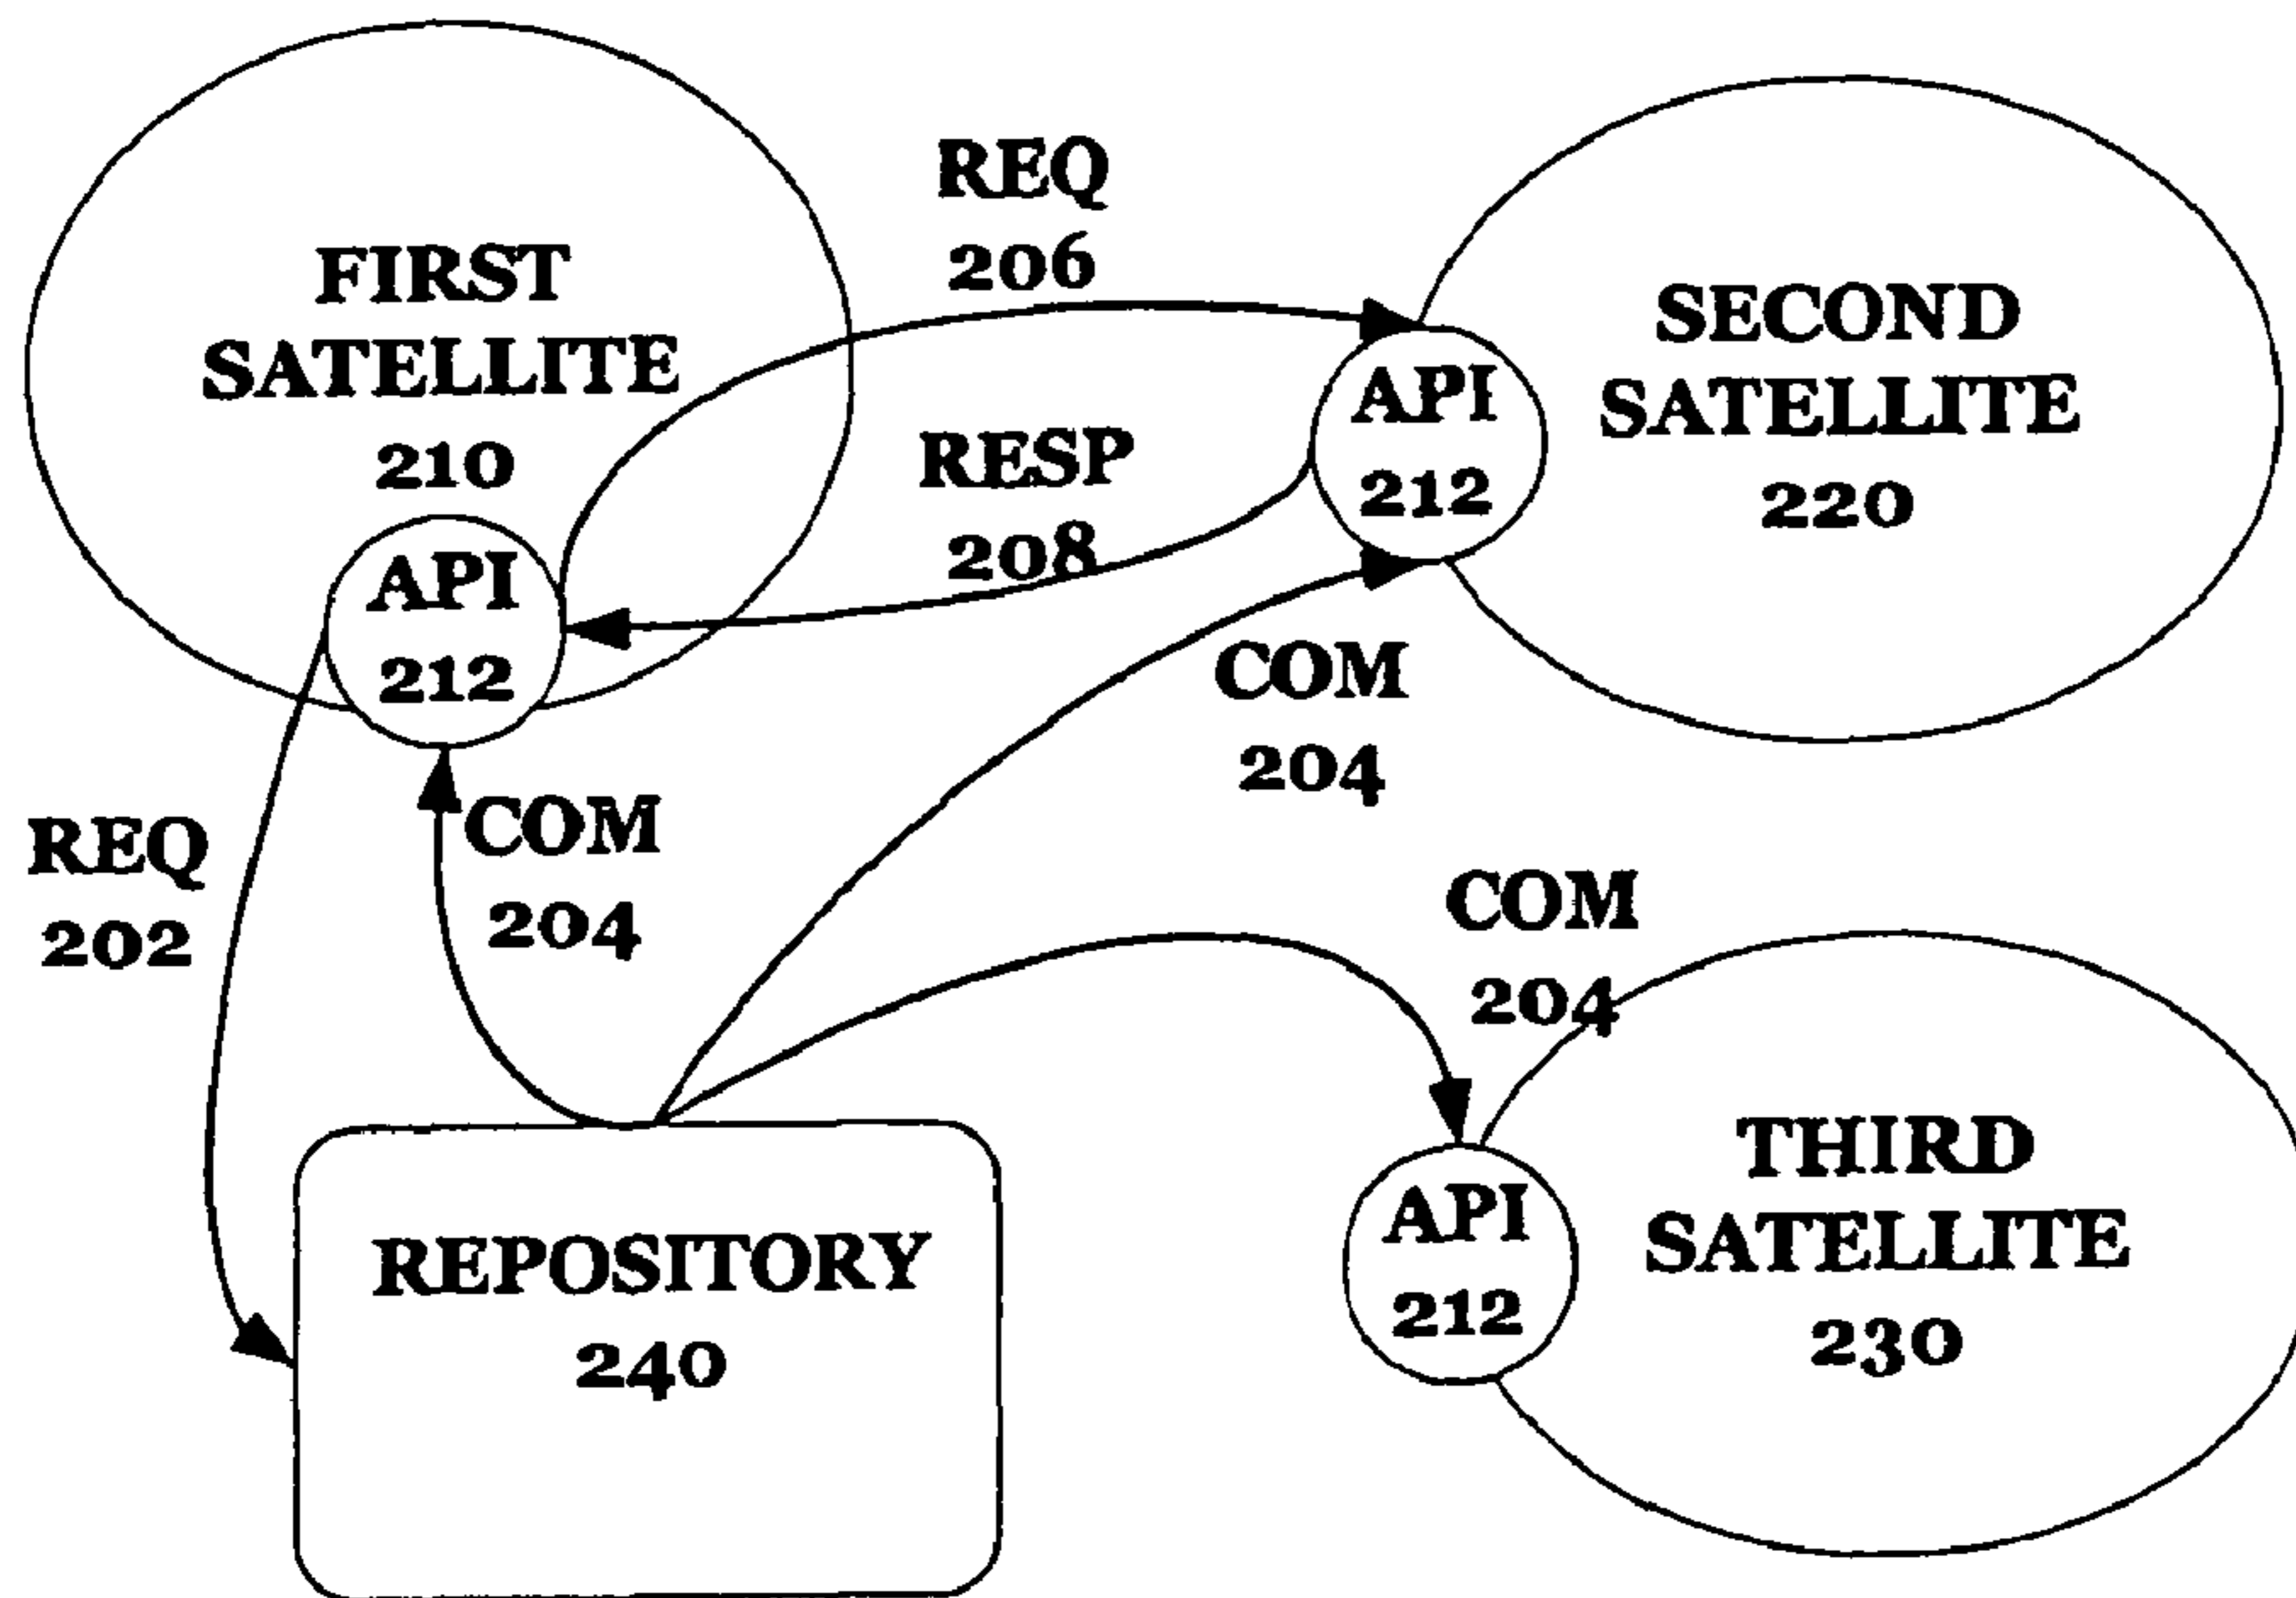 FIRST
SATELLITE
210
API
212
REQ
206
RESP
208
SECOND
SATELLITE
220
API
212
COM
204
REQ
202
COM
204
COM
204
REPOSITORY
240
THIRD
SATELLITE
230
API
212